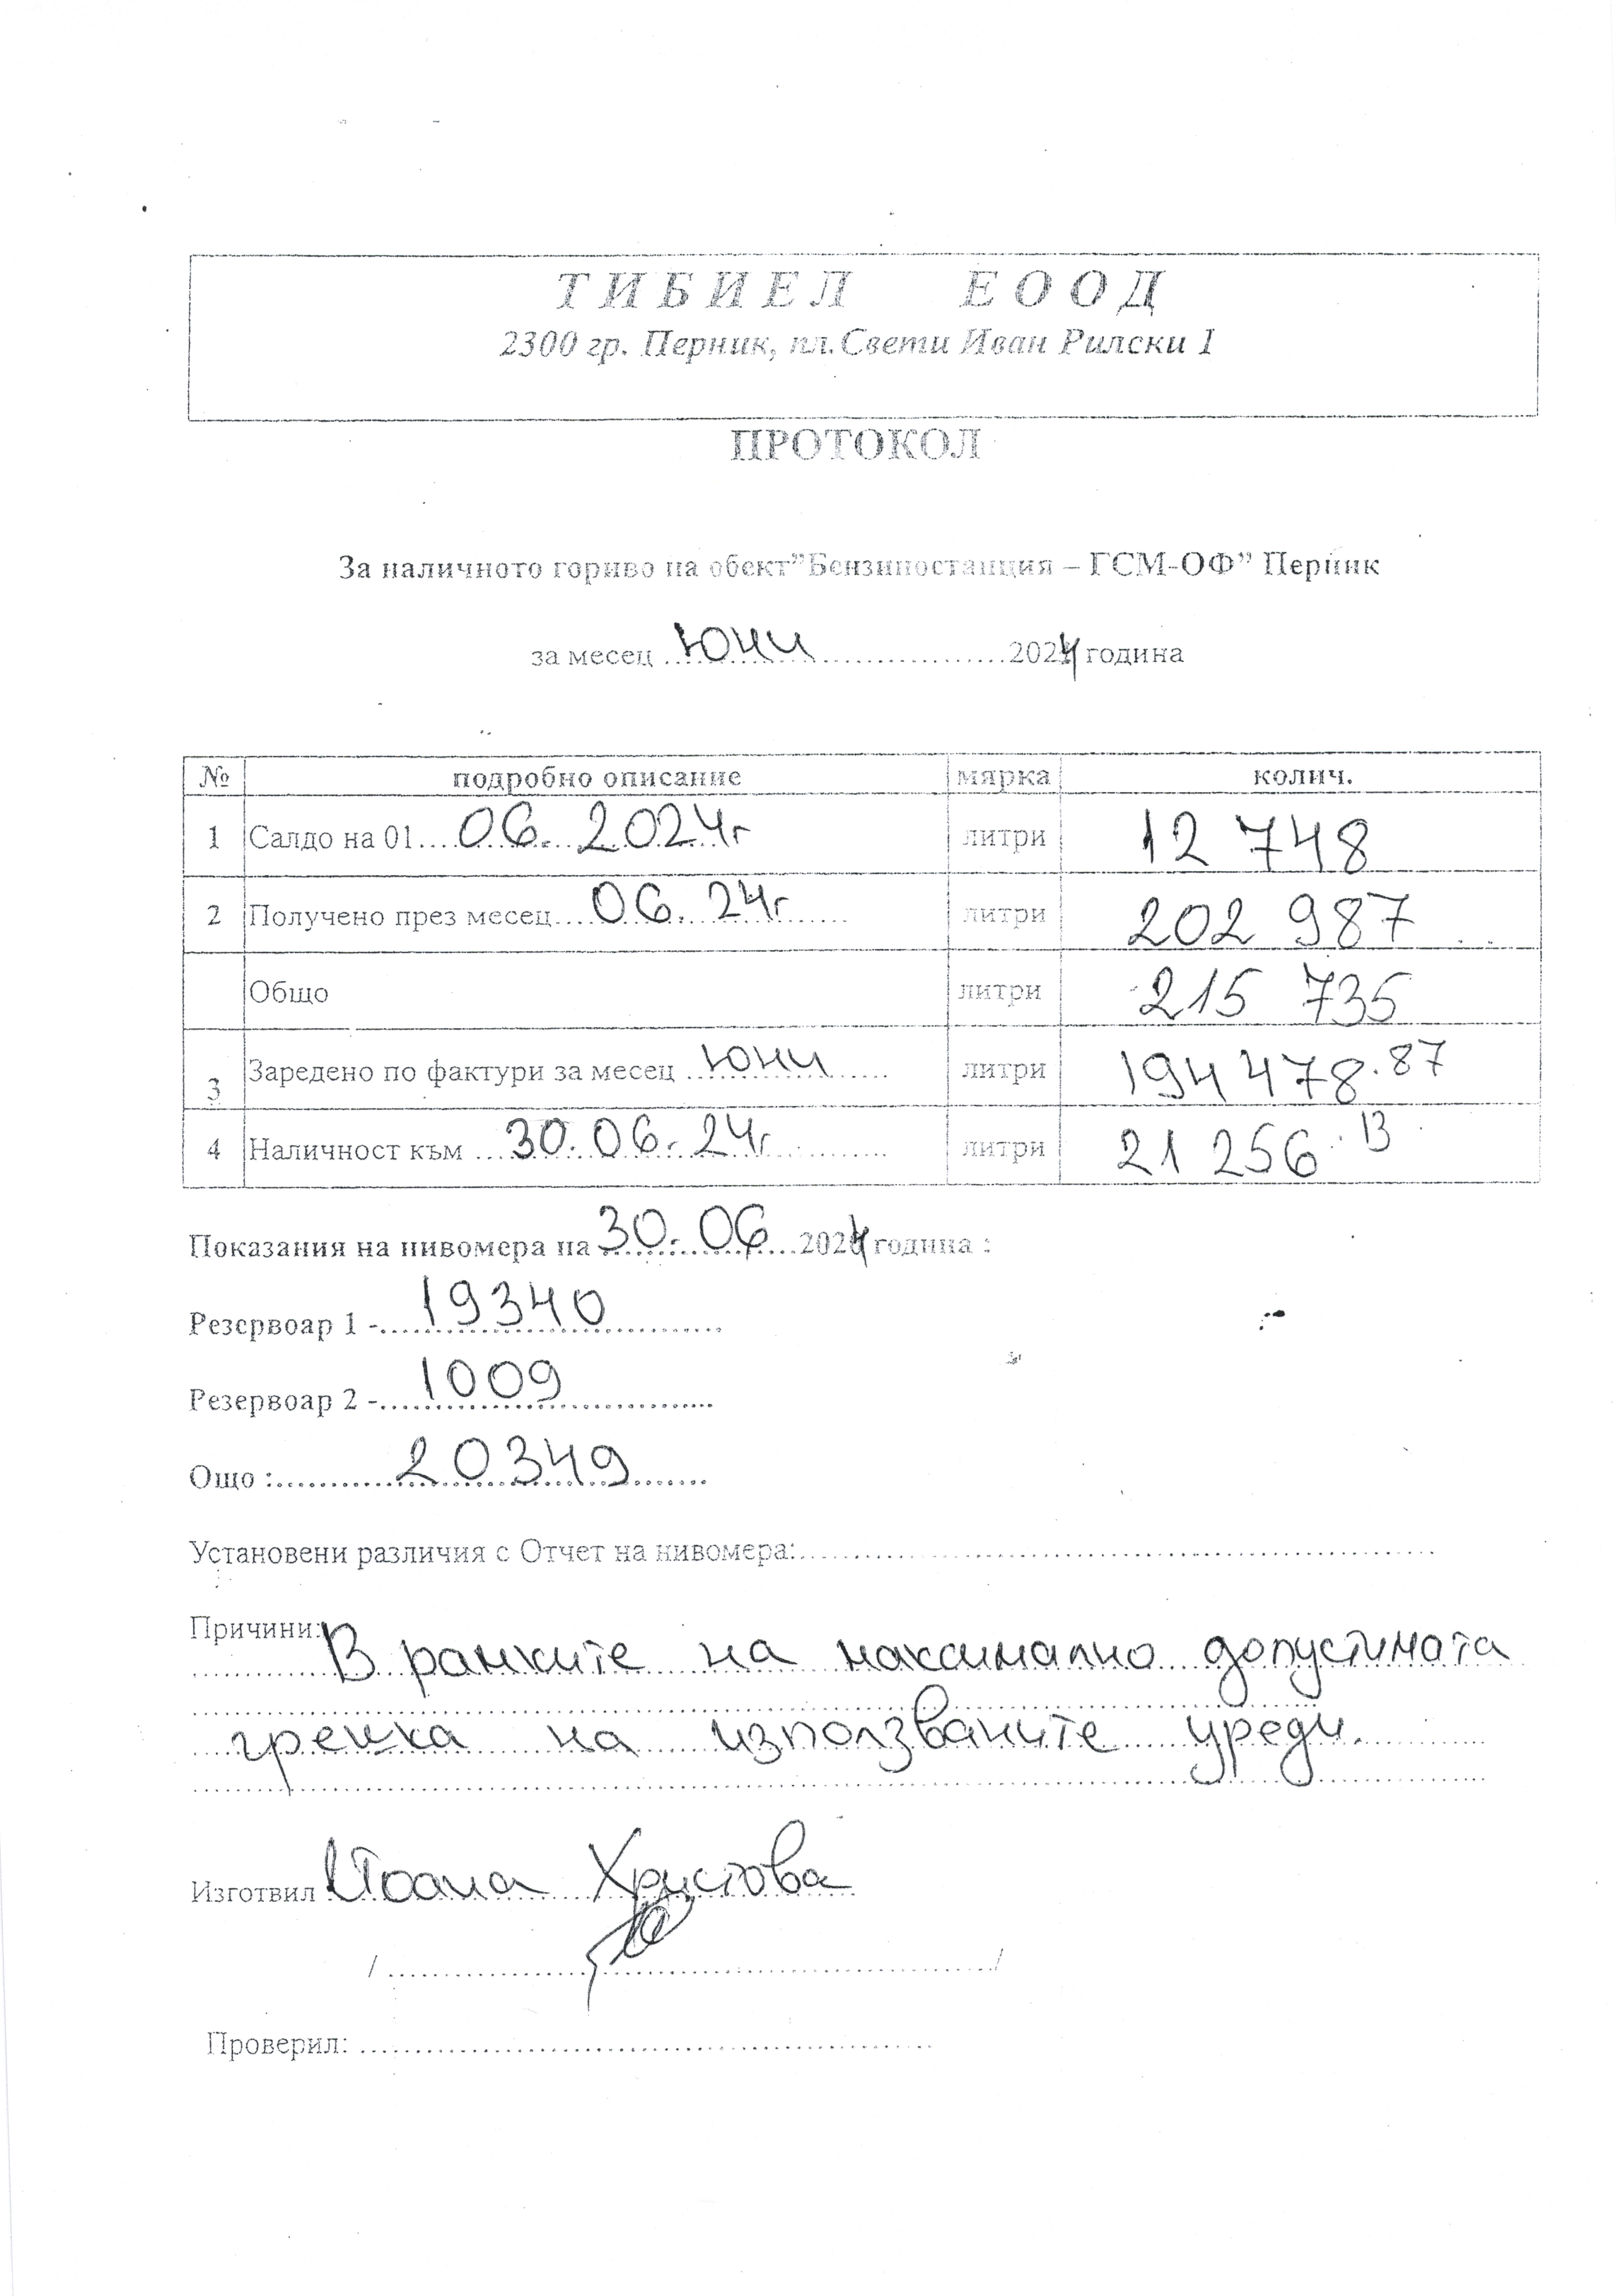 ТИБИЕЛ ЕООД
2300 гр. Перник, пл.Свети Иван Рилски 1
ПРОТОКОЛ
За наличното гориво на обект”Бензиностанция – ГСМ-ОФ” Перник
за месец ...Юни..............................2024 година
№ подробно описание мярка колич.
1 Салдо на 01....06. 2024г литри 12 748
2 Получено през месец....06. 24г....... литри 202 987
Общо литри 215 735
3 Заредено по фактури за месец ..Юни....... литри 194 478.87
4 Наличност към ...30.06.24г............ литри 21 256.13
Показания на нивомера на 30.06....2024 година :
Резервоар 1 -....19340..............
Резервоар 2 -....1009..............
Ощо :............20349.........
Установени различия с Отчет на нивомера:..................................................
Причини:
В рамките на максимално допустимата
грешка на използваните уреди.
Изготвил Йоана Христова
/ ............................................................/
Проверил: ..........................................................